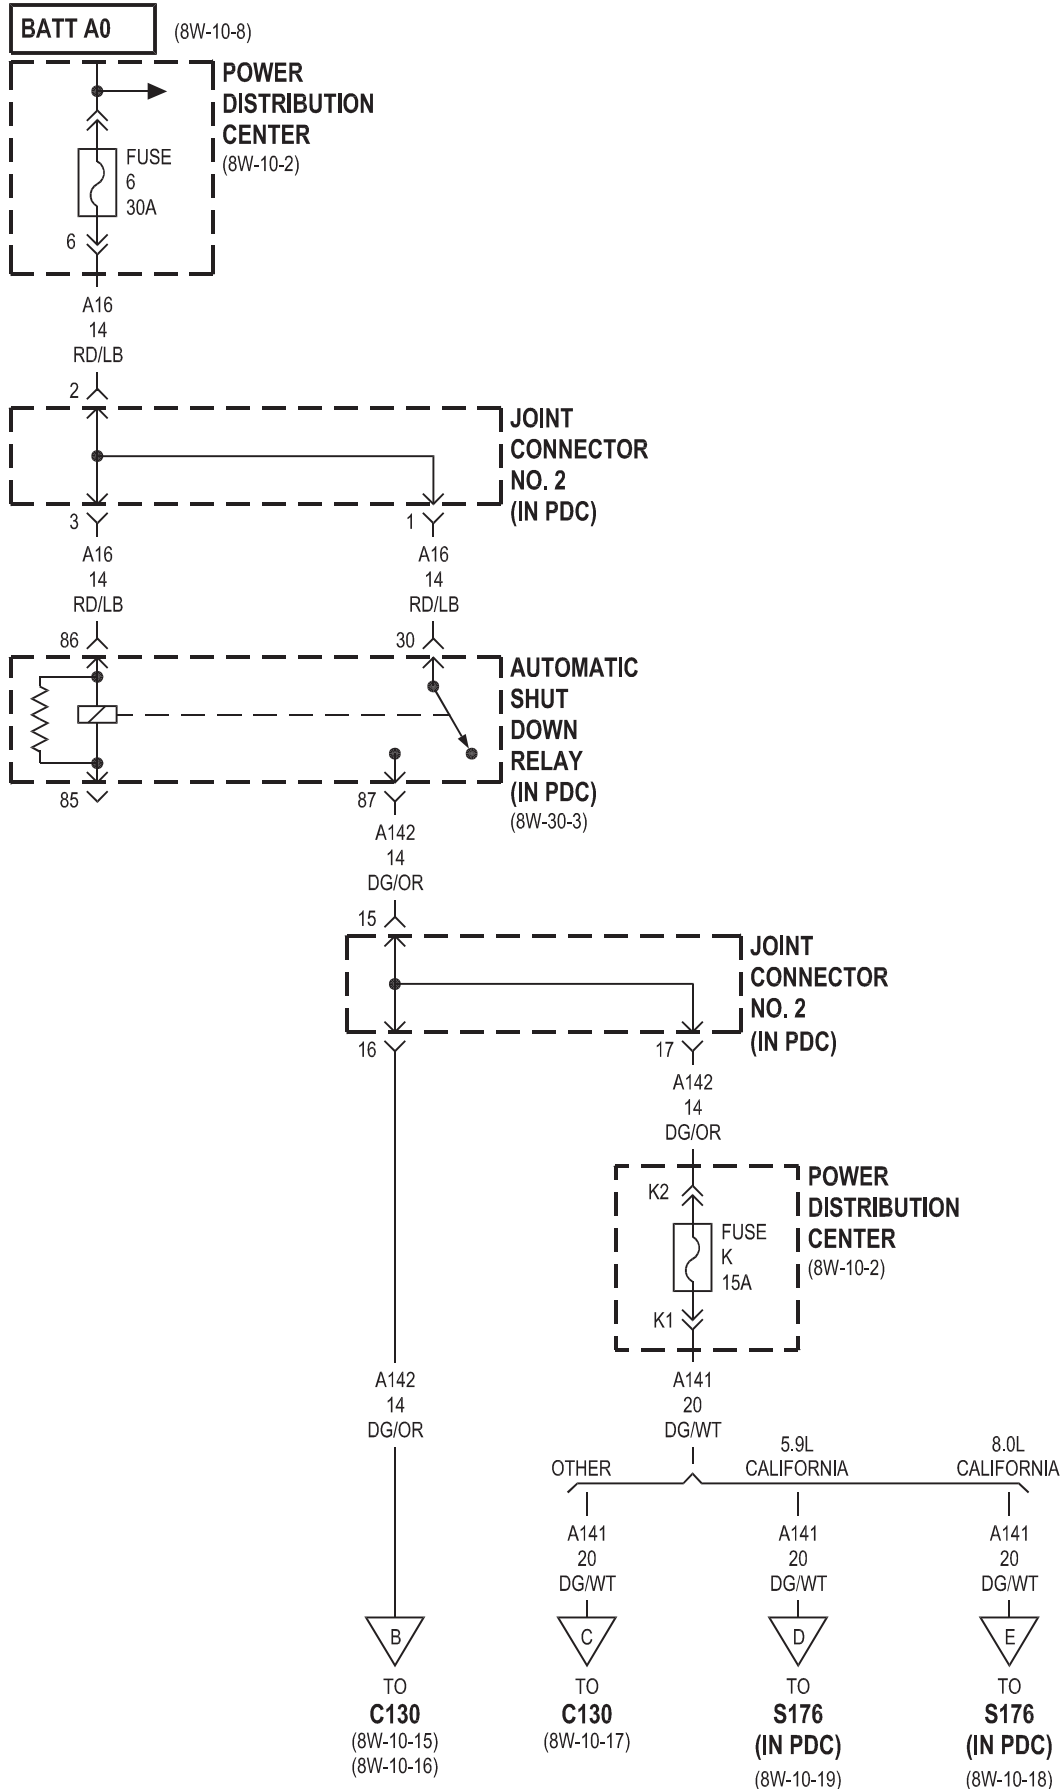 BATT A0
(8W-10-8)
POWER
DISTRIBUTION
CENTER
(8W-10-2)
FUSE
6
30A
6
A16
14
RD/LB
2
JOINT
CONNECTOR
NO. 2
(IN PDC)
3
1
A16
14
RD/LB
A16
14
RD/LB
86
30
AUTOMATIC
SHUT
DOWN
RELAY
(IN PDC)
(8W-30-3)
85
87
A142
14
DG/OR
15
JOINT
CONNECTOR
NO. 2
(IN PDC)
16
17
A142
14
DG/OR
K2
POWER
DISTRIBUTION
CENTER
(8W-10-2)
FUSE
K
15A
K1
A142
14
DG/OR
A141
20
DG/WT
OTHER
5.9L
CALIFORNIA
8.0L
CALIFORNIA
A141
20
DG/WT
A141
20
DG/WT
A141
20
DG/WT
B
TO
C130
(8W-10-15)
(8W-10-16)
C
TO
C130
(8W-10-17)
D
TO
S176
(IN PDC)
(8W-10-19)
E
TO
S176
(IN PDC)
(8W-10-18)